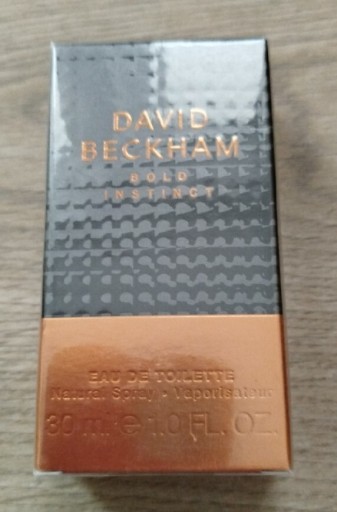 DAVID
BECKHAM
BOLD
INSTINCT
EAU DE TOILETTE
Natural Spray - Vaporisateur
30 ml ℮ 1.0 FL. OZ.